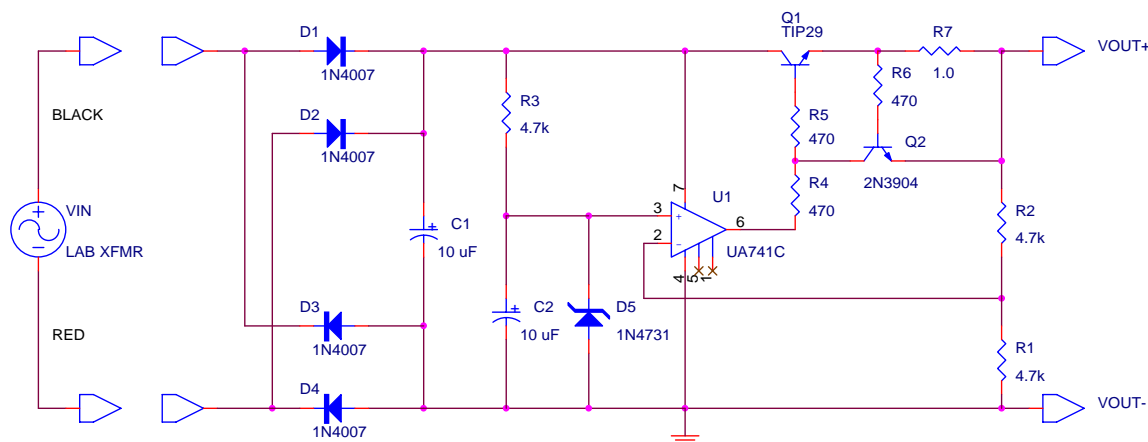 Q1
TIP29
D1
R7
VOUT+
1N4007
1.0
R6
R3
470
BLACK
D2
4.7k
R5
470
Q2
1N4007
2N3904
7
U1
R4
VIN
+
C1
3
+
6
470
R2
LAB XFMR
10 uF
2
−
UA741C
4.7k
4
5
1
D3
C2
+
D5
RED
10 uF
1N4731
1N4007
R1
4.7k
D4
VOUT-
1N4007